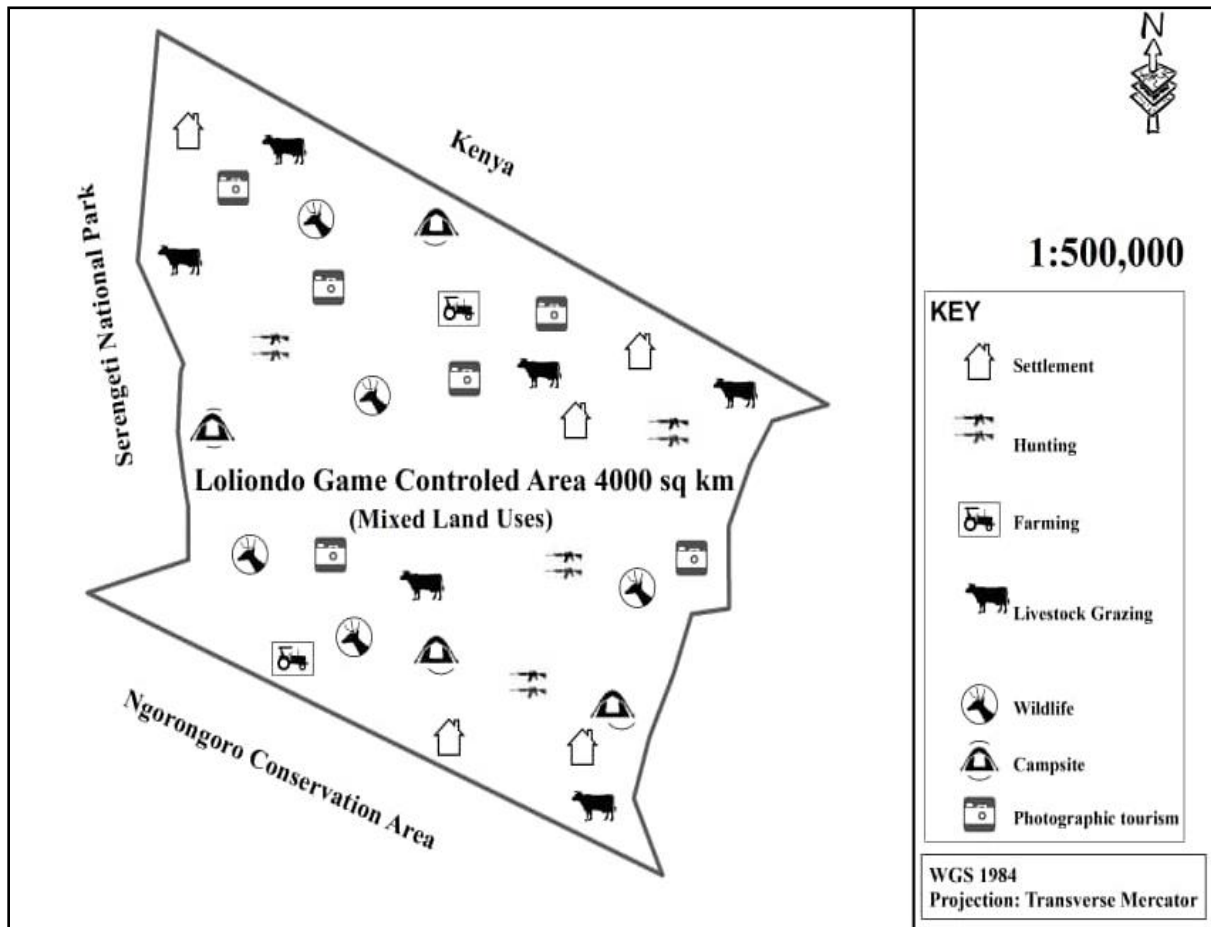 N
Kenya
Serengeti National Park
1:500,000
Loliondo Game Controled Area 4000 sq km
(Mixed Land Uses)
Ngorongoro Conservation Area
KEY
Settlement
Hunting
Farming
Livestock Grazing
Wildlife
Campsite
Photographic tourism
WGS 1984
Projection: Transverse Mercator